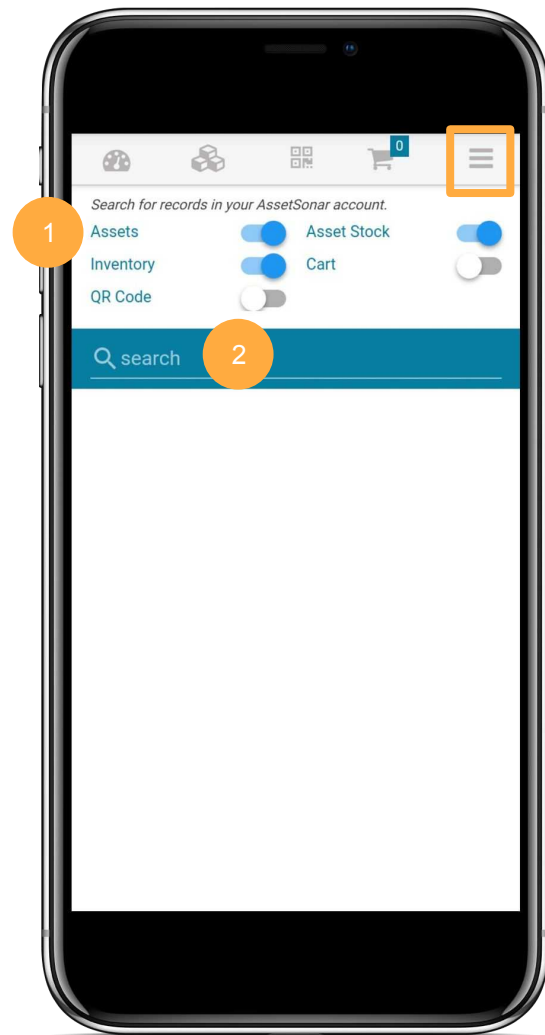 0
Search for records in your AssetSonar account.
1
Assets
Asset Stock
Inventory
Cart
QR Code
search
2